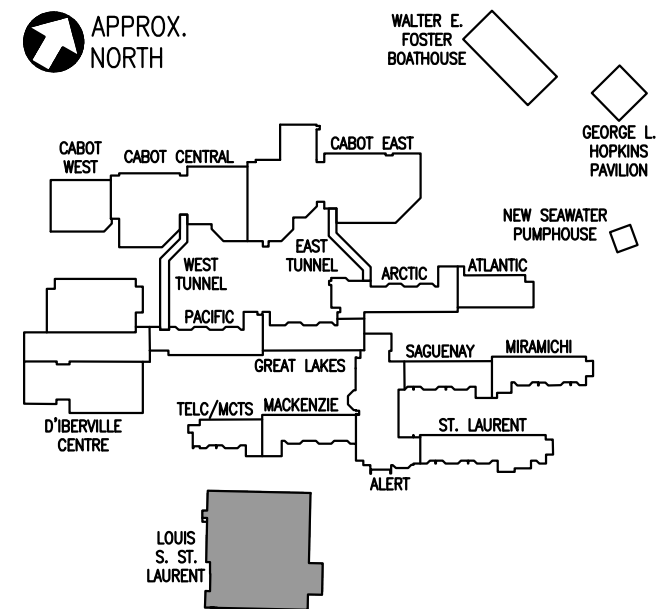 APPROX.
NORTH
WALTER E.
FOSTER
BOATHOUSE
GEORGE L.
HOPKINS
PAVILION
CABOT
WEST
CABOT CENTRAL
CABOT EAST
NEW SEAWATER
PUMPHOUSE
WEST
TUNNEL
EAST
TUNNEL
ARCTIC
ATLANTIC
PACIFIC
GREAT LAKES
SAGUENAY
MIRAMICHI
D'IBERVILLE
CENTRE
TELC/MCTS
MACKENZIE
ST. LAURENT
ALERT
LOUIS
S. ST.
LAURENT